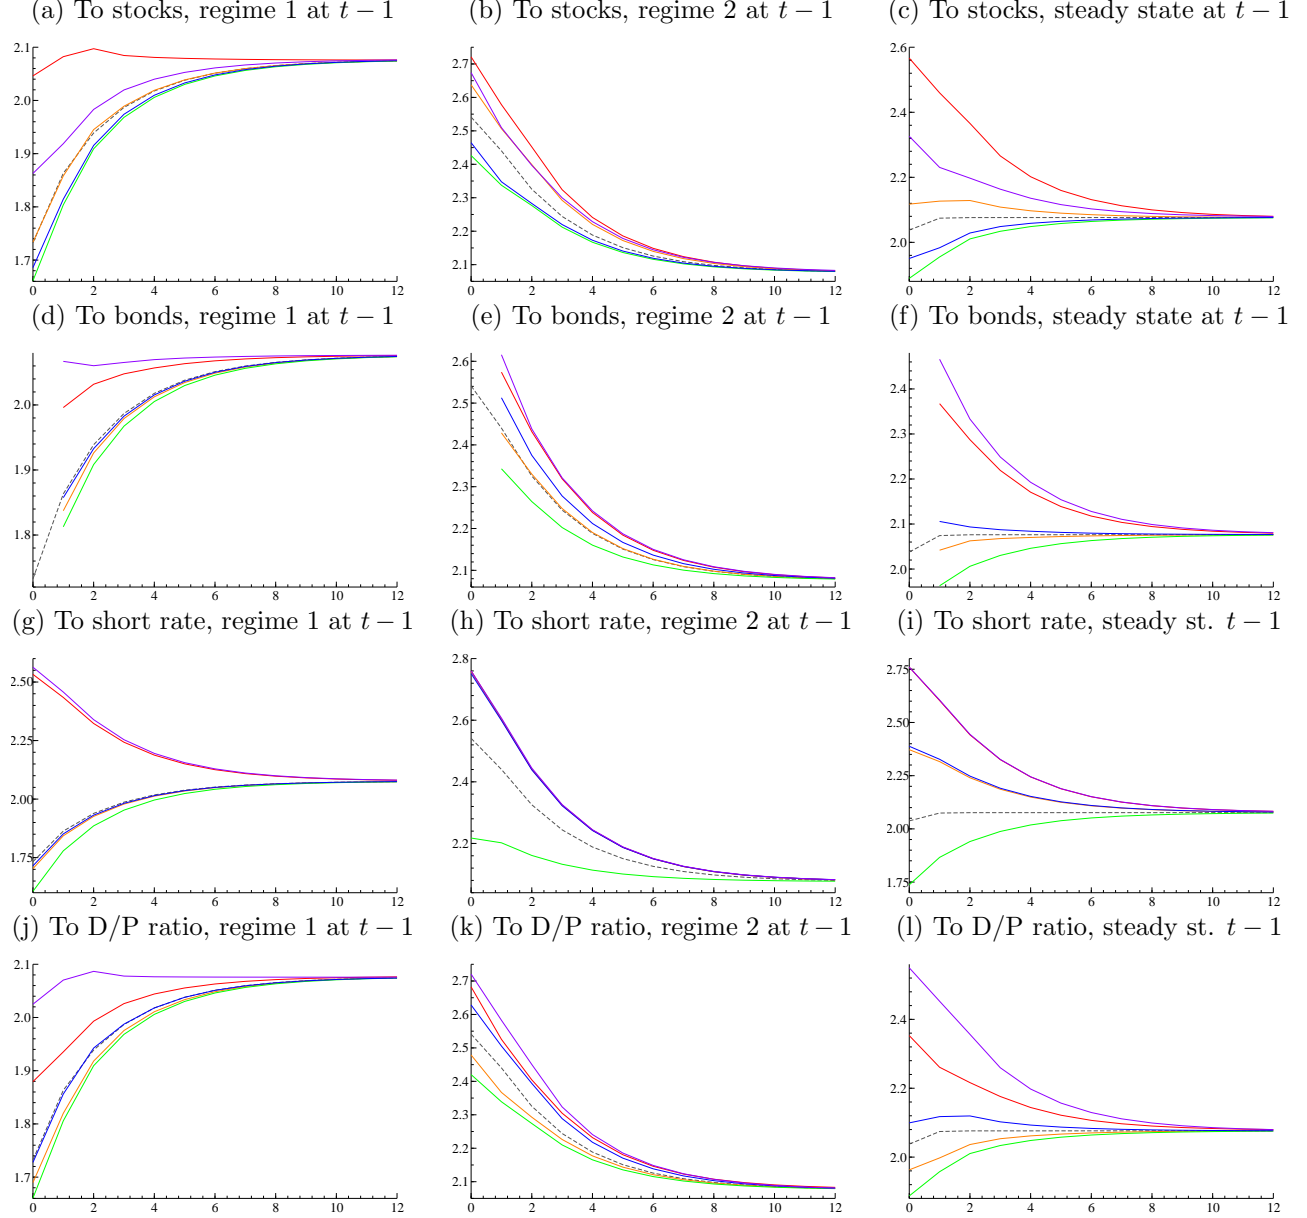 (a) To stocks, regime 1 at t − 1
(b) To stocks, regime 2 at t − 1
(c) To stocks, steady state at t − 1
2.1
2.0
1.9
1.8
1.7
0 2 4 6 8 10 12
2.7
2.6
2.5
2.4
2.3
2.2
2.1
0 2 4 6 8 10 12
2.6
2.4
2.2
2.0
0 2 4 6 8 10 12
(d) To bonds, regime 1 at t − 1
(e) To bonds, regime 2 at t − 1
(f) To bonds, steady state at t − 1
2.0
1.9
1.8
0 2 4 6 8 10 12
2.6
2.5
2.4
2.3
2.2
2.1
0 2 4 6 8 10 12
2.4
2.3
2.2
2.1
2.0
0 2 4 6 8 10 12
(g) To short rate, regime 1 at t − 1
(h) To short rate, regime 2 at t − 1
(i) To short rate, steady st. t − 1
2.50
2.25
2.00
1.75
0 2 4 6 8 10 12
2.8
2.6
2.4
2.2
0 2 4 6 8 10 12
2.75
2.50
2.25
2.00
1.75
0 2 4 6 8 10 12
(j) To D/P ratio, regime 1 at t − 1
(k) To D/P ratio, regime 2 at t − 1
(l) To D/P ratio, steady st. t − 1
2.1
2.0
1.9
1.8
1.7
0 2 4 6 8 10 12
2.7
2.6
2.5
2.4
2.3
2.2
2.1
0 2 4 6 8 10 12
2.4
2.2
2.0
0 2 4 6 8 10 12